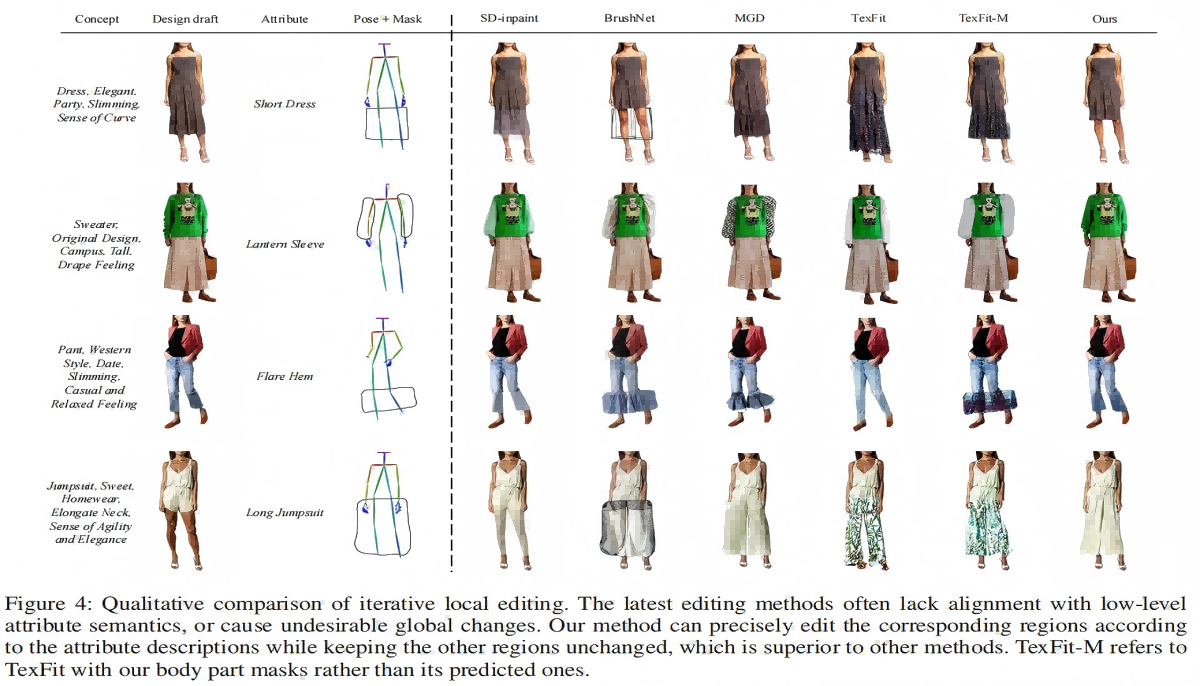 Concept Design draft Attribute Pose + Mask SD-inpaint BrushNet MGD TexFit TexFit-M Ours
Dress, Elegant,
Party, Slimming,
Sense of Curve
Short Dress
Sweater,
Original Design,
Campus, Tall,
Drape Feeling
Lantern Sleeve
Pant, Western
Style, Date,
Slimming,
Casual and
Relaxed Feeling
Flare Hem
Jumpsuit, Sweet,
Homewear,
Elongate Neck,
Sense of Agility
and Elegance
Long Jumpsuit
Figure 4: Qualitative comparison of iterative local editing. The latest editing methods often lack alignment with low-level
attribute semantics, or cause undesirable global changes. Our method can precisely edit the corresponding regions according
to the attribute descriptions while keeping the other regions unchanged, which is superior to other methods. TexFit-M refers to
TexFit with our body part masks rather than its predicted ones.